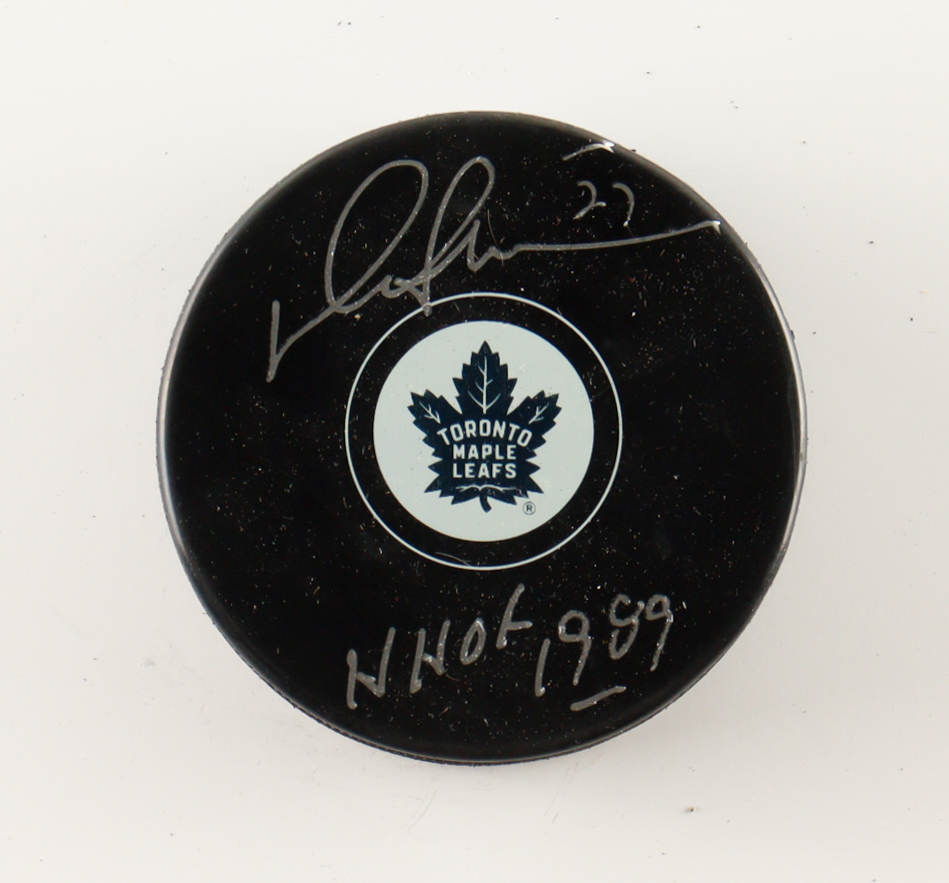 27
TORONTO
MAPLE
LEAFS
®
HHOF 1989